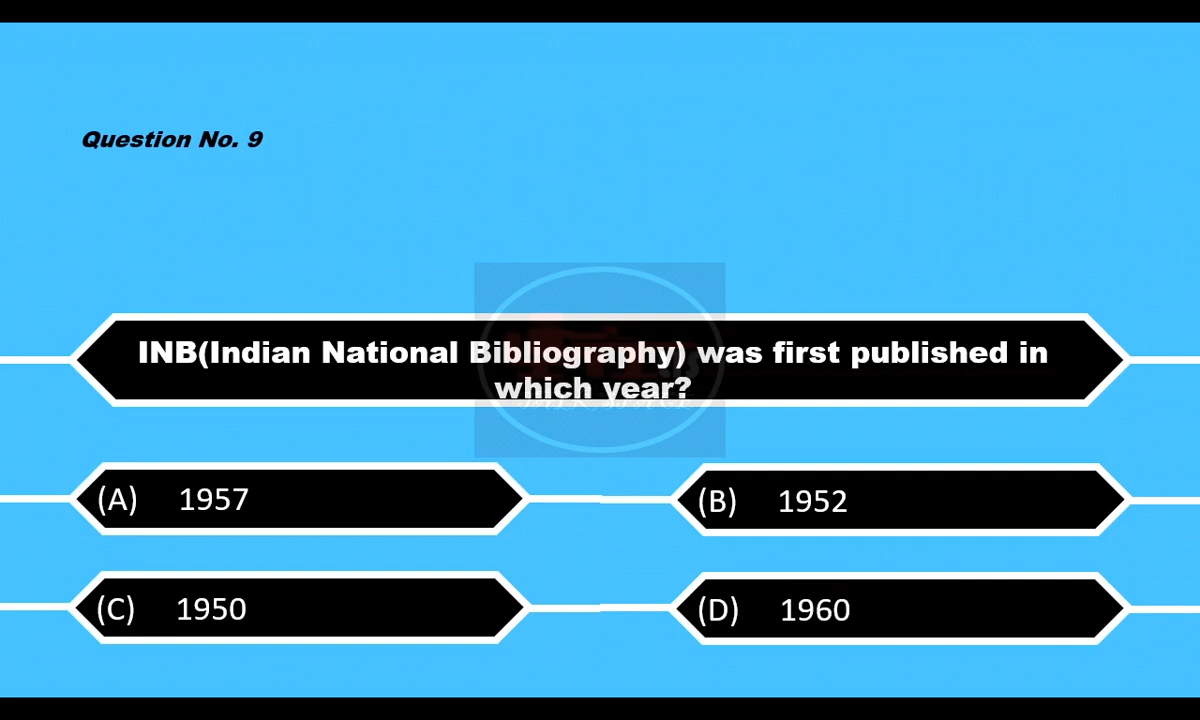 Question No. 9
INB(Indian National Bibliography) was first published in
which year?
(A) 1957
(B) 1952
(C) 1950
(D) 1960